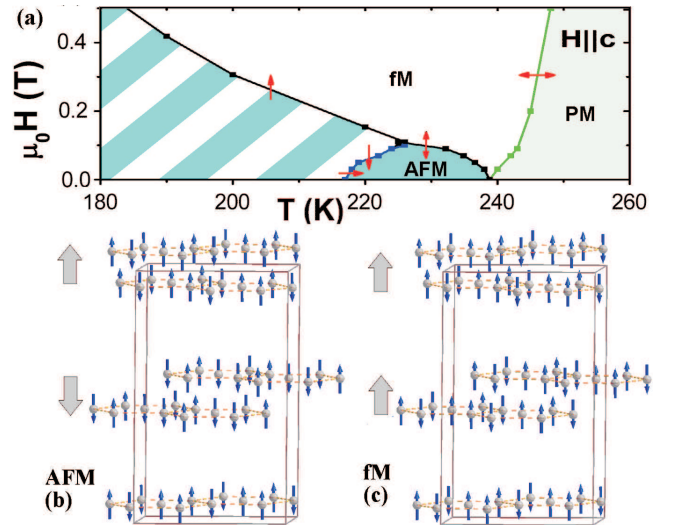 (a)
0.4
0.2
0.0
μ₀H (T)
H||c
fM
PM
AFM
180
200
220
240
260
T (K)
AFM
(b)
fM
(c)